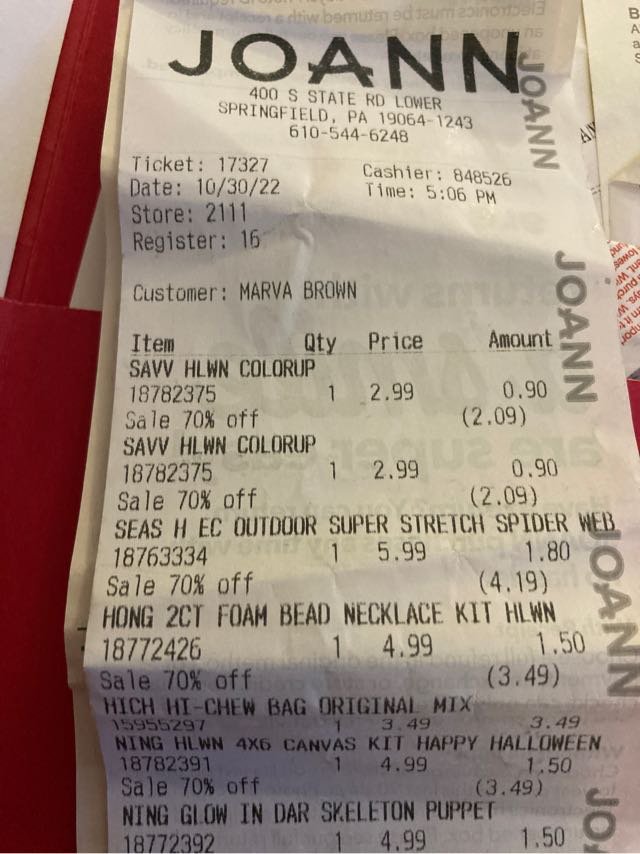 JOANN
400 S STATE RD LOWER
SPRINGFIELD, PA 19064-1243
610-544-6248
Ticket: 17327 Cashier: 848526
Date: 10/30/22 Time: 5:06 PM
Store: 2111
Register: 16
Customer: MARVA BROWN
Item Qty Price Amount
SAVV HLWN COLORUP
18782375 1 2.99 0.90
Sale 70% off (2.09)
SAVV HLWN COLORUP
18782375 1 2.99 0.90
Sale 70% off (2.09)
SEAS H EC OUTDOOR SUPER STRETCH SPIDER WEB
18763334 1 5.99 1.80
Sale 70% off (4.19)
HONG 2CT FOAM BEAD NECKLACE KIT HLWN
18772426 1 4.99 1.50
Sale 70% off (3.49)
HICH HI-CHEW BAG ORIGINAL MIX
15955297 1 3.49 3.49
NING HLWN 4X6 CANVAS KIT HAPPY HALLOWEEN
18782391 1 4.99 1.50
Sale 70% off (3.49)
NING GLOW IN DAR SKELETON PUPPET
18772392 1 4.99 1.50
JOANN
JOANN
JOANN
JO